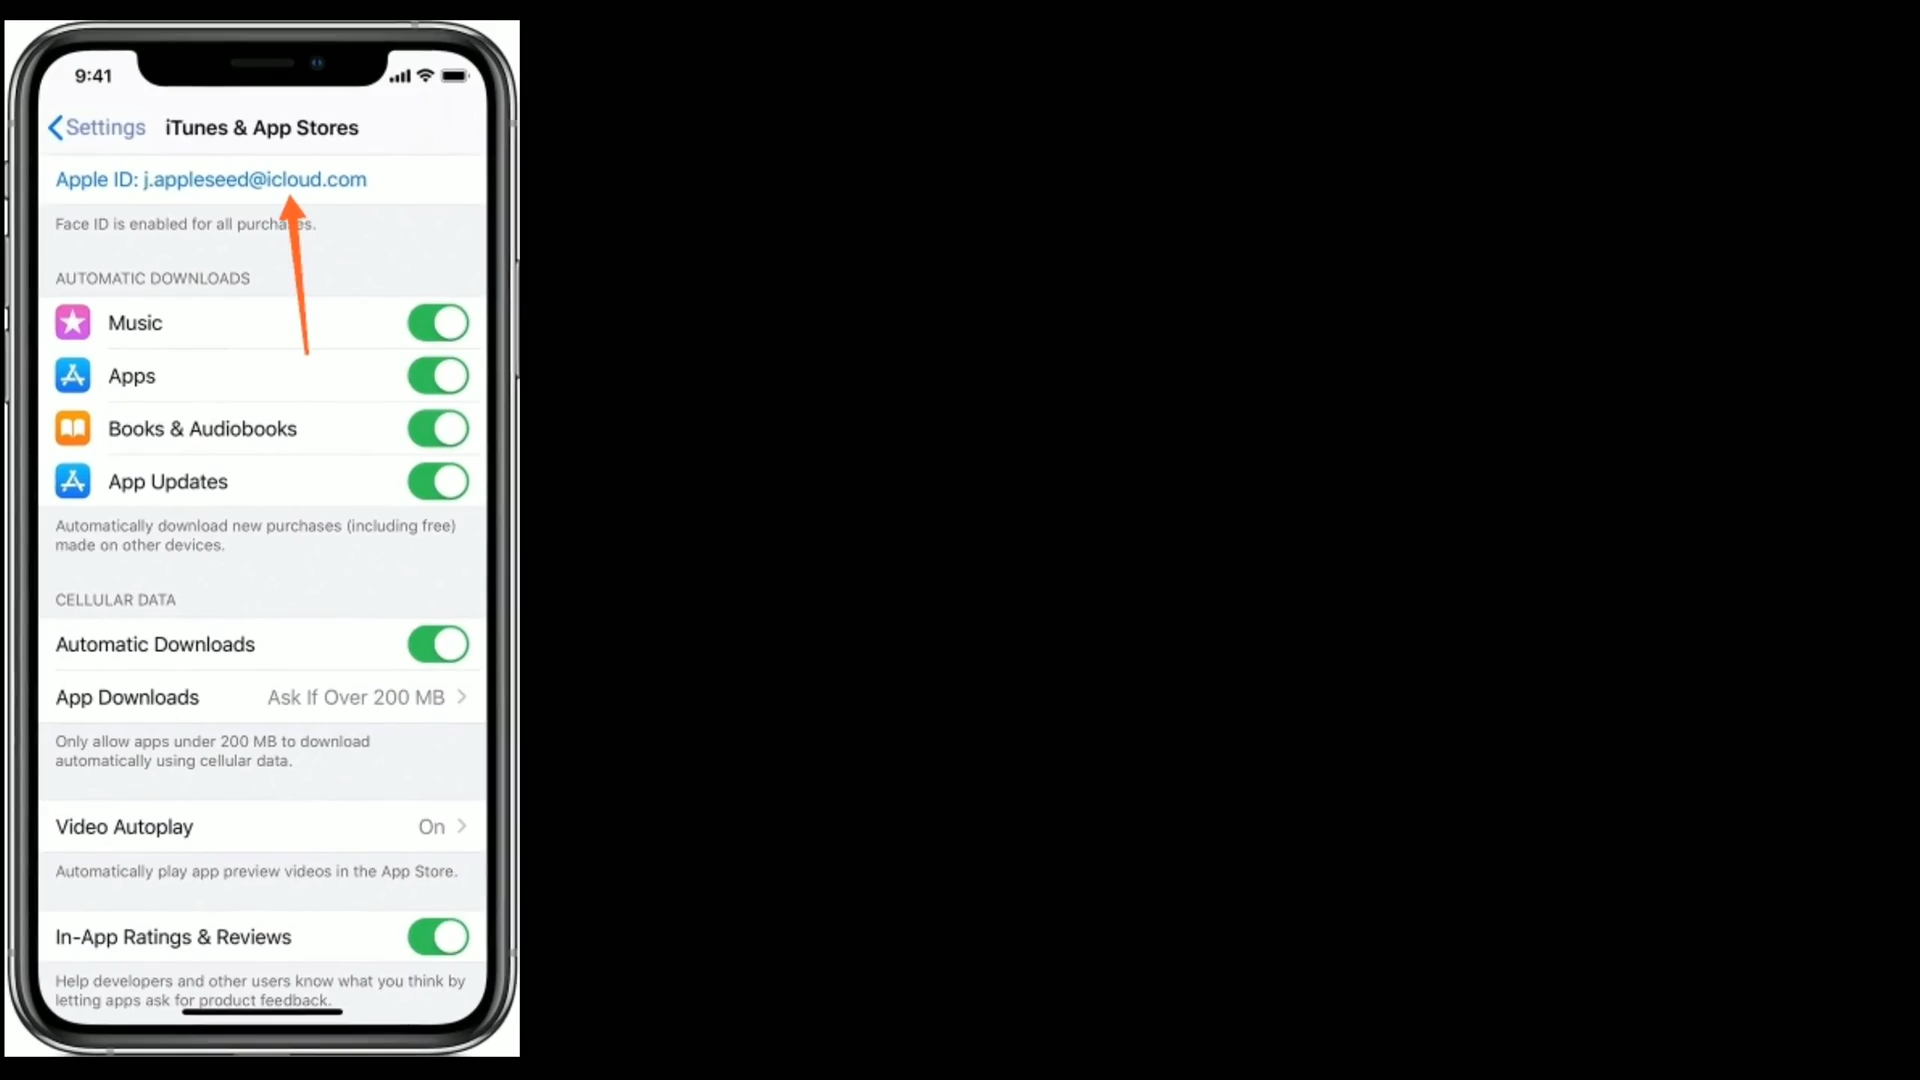 9:41
Settings
iTunes & App Stores
Apple ID: j.appleseed@icloud.com
Face ID is enabled for all purchases.
AUTOMATIC DOWNLOADS
Music
Apps
Books & Audiobooks
App Updates
Automatically download new purchases (including free)
made on other devices.
CELLULAR DATA
Automatic Downloads
App Downloads Ask If Over 200 MB
Only allow apps under 200 MB to download
automatically using cellular data.
Video Autoplay On
Automatically play app preview videos in the App Store.
In-App Ratings & Reviews
Help developers and other users know what you think by
letting apps ask for product feedback.